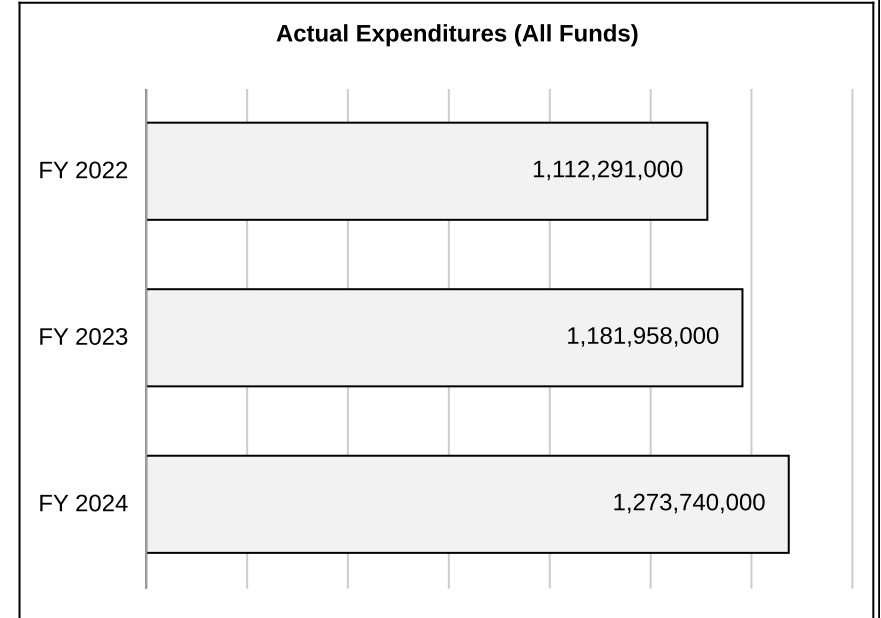 Actual Expenditures (All Funds)
FY 2022 1,112,291,000
FY 2023 1,181,958,000
FY 2024 1,273,740,000